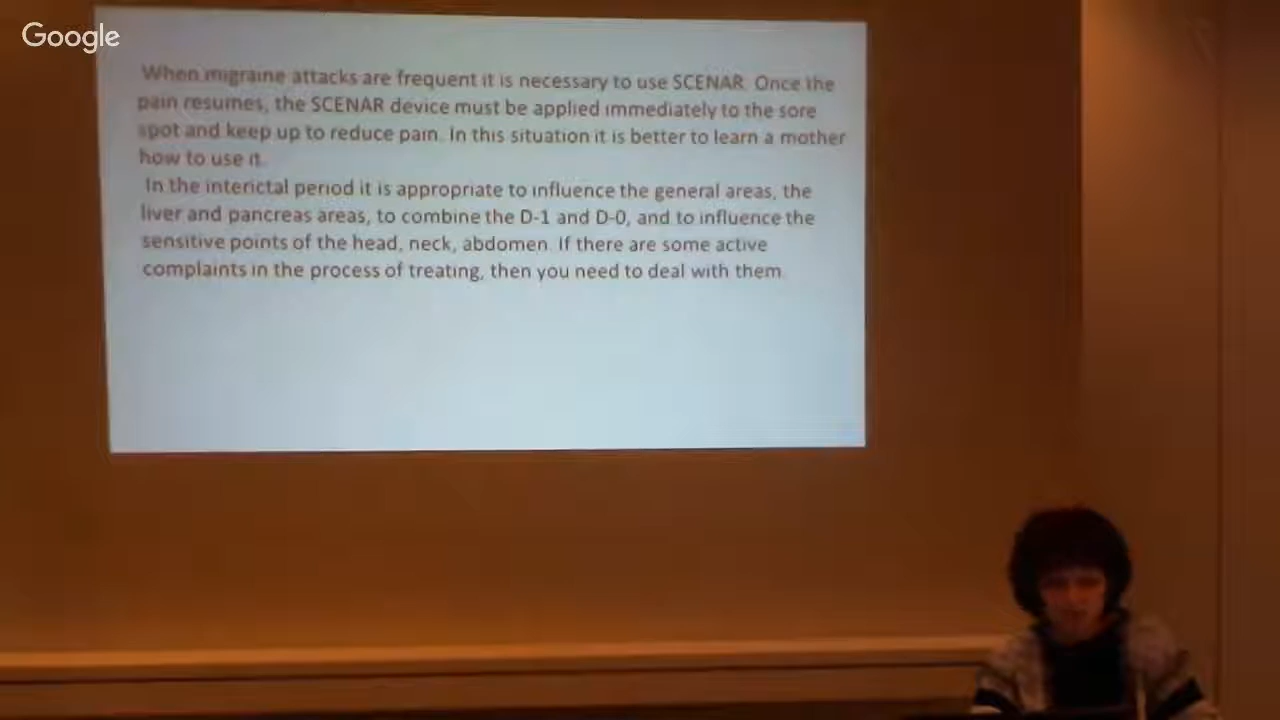 Google
When migraine attacks are frequent it is necessary to use SCENAR. Once the
pain resumes, the SCENAR device must be applied immediately to the sore
spot and keep up to reduce pain. In this situation it is better to learn a mother
how to use it.
In the interictal period it is appropriate to influence the general areas, the
liver and pancreas areas, to combine the D-1 and D-0, and to influence the
sensitive points of the head, neck, abdomen. If there are some active
complaints in the process of treating, then you need to deal with them.